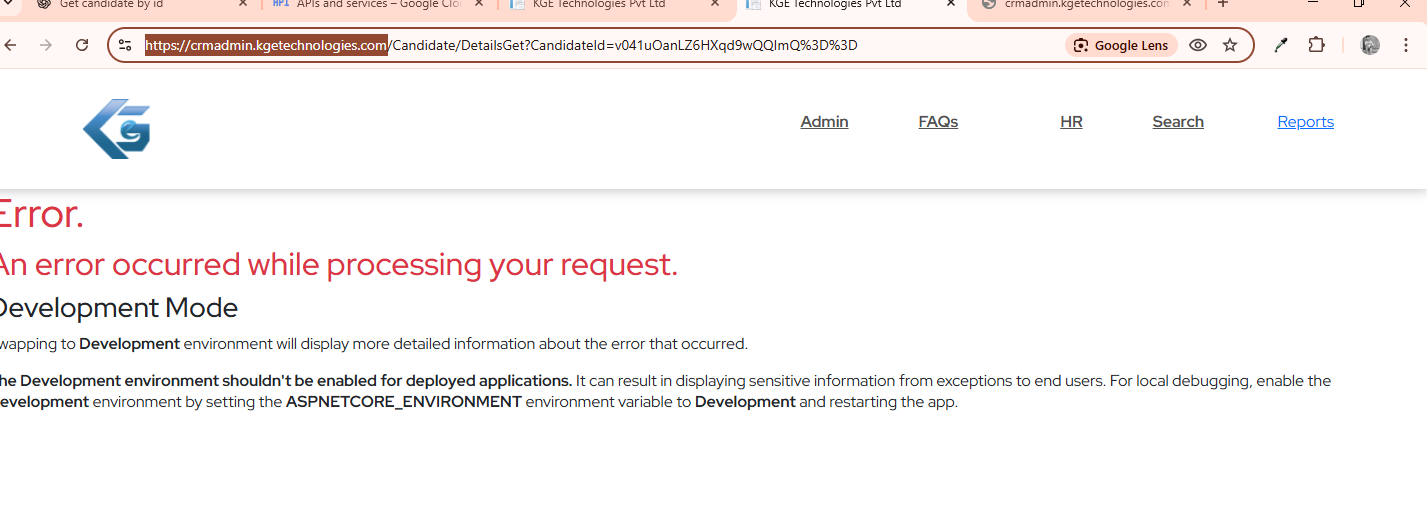 Get candidate by id
API APIs and services – Google Clo
KGE Technologies Pvt Ltd
KGE Technologies Pvt Ltd
crmadmin.kgetechnologies.con
https://crmadmin.kgetechnologies.com/Candidate/DetailsGet?CandidateId=v041uOanLZ6HXqd9wQQImQ%3D%3D
Google Lens
Admin
FAQs
HR
Search
Reports
Error.
An error occurred while processing your request.
Development Mode
wapping to Development environment will display more detailed information about the error that occurred.
he Development environment shouldn't be enabled for deployed applications. It can result in displaying sensitive information from exceptions to end users. For local debugging, enable the
evelopment environment by setting the ASPNETCORE_ENVIRONMENT environment variable to Development and restarting the app.